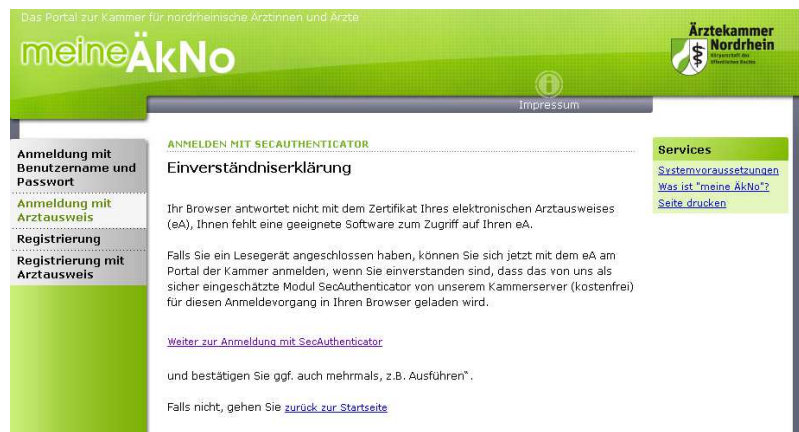 Das Portal zur Kammer für nordrheinische Ärztinnen und Ärzte
meineÄkNo
Ärztekammer
Nordrhein
Körperschaft des
öffentlichen Rechts
Impressum
Anmeldung mit
Benutzername und
Passwort
Anmeldung mit
Arztausweis
Registrierung
Registrierung mit
Arztausweis
ANMELDEN MIT SECAUTHENTICATOR
Einverständniserklärung
Ihr Browser antwortet nicht mit dem Zertifikat Ihres elektronischen Arztausweises
(eA), Ihnen fehlt eine geeignete Software zum Zugriff auf Ihren eA.
Falls Sie ein Lesegerät angeschlossen haben, können Sie sich jetzt mit dem eA am
Portal der Kammer anmelden, wenn Sie einverstanden sind, dass das von uns als
sicher eingeschätzte Modul SecAuthenticator von unserem Kammerserver (kostenfrei)
für diesen Anmeldevorgang in Ihren Browser geladen wird.
Weiter zur Anmeldung mit SecAuthenticator
und bestätigen Sie ggf. auch mehrmals, z.B. Ausführen".
Falls nicht, gehen Sie zurück zur Startseite
Services
Systemvoraussetzungen
Was ist "meine ÄkNo"?
Seite drucken